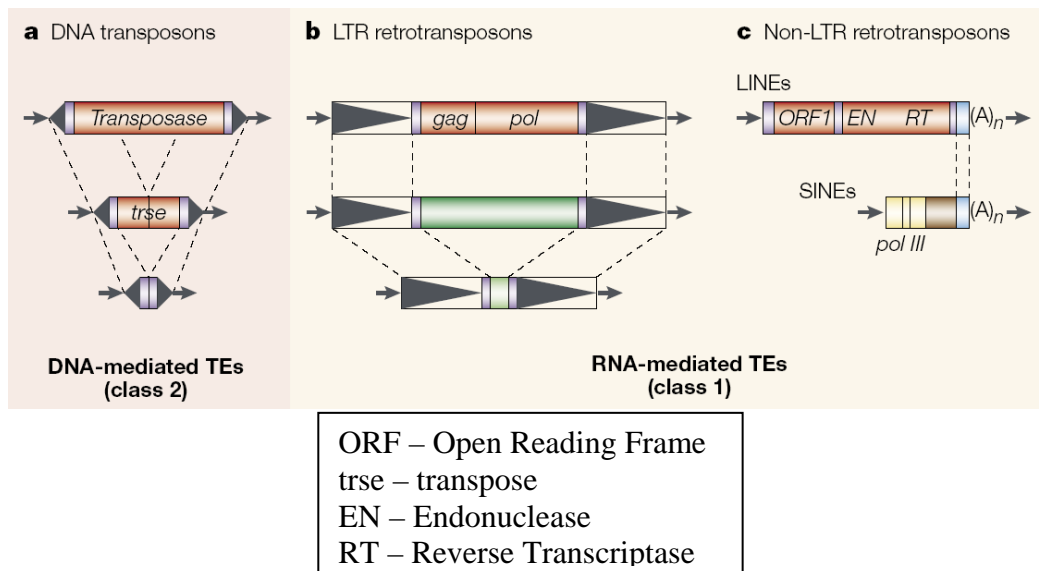 a DNA transposons
Transposase
trse
DNA-mediated TEs
(class 2)
b LTR retrotransposons
gag pol
c Non-LTR retrotransposons
LINEs
ORF1 EN RT (A)n
SINEs
(A)n
pol III
RNA-mediated TEs
(class 1)
ORF – Open Reading Frame
trse – transpose
EN – Endonuclease
RT – Reverse Transcriptase